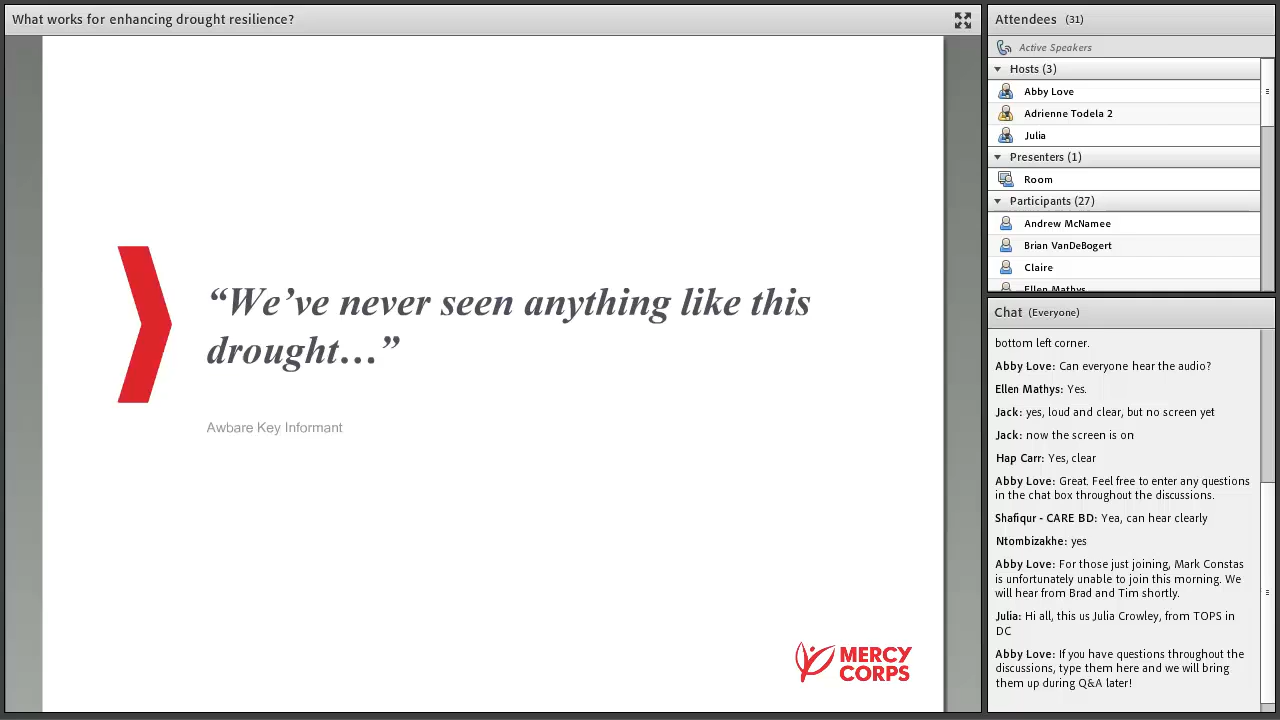 What works for enhancing drought resilience?
“We’ve never seen anything like this
drought…”
Awbare Key Informant
MERCY
CORPS
Attendees (31)
Active Speakers
Hosts (3)
Abby Love
Adrienne Todela 2
Julia
Presenters (1)
Room
Participants (27)
Andrew McNamee
Brian VanDeBogert
Claire
Ellen Mathys
Chat (Everyone)
bottom left corner.
Abby Love: Can everyone hear the audio?
Ellen Mathys: Yes.
Jack: yes, loud and clear, but no screen yet
Jack: now the screen is on
Hap Carr: Yes, clear
Abby Love: Great. Feel free to enter any questions
in the chat box throughout the discussions.
Shafiqur - CARE BD: Yea, can hear clearly
Ntombizakhe: yes
Abby Love: For those just joining, Mark Constas
is unfortunately unable to join this morning. We
will hear from Brad and Tim shortly.
Julia: Hi all, this us Julia Crowley, from TOPS in
DC
Abby Love: If you have questions throughout the
discussions, type them here and we will bring
them up during Q&A later!